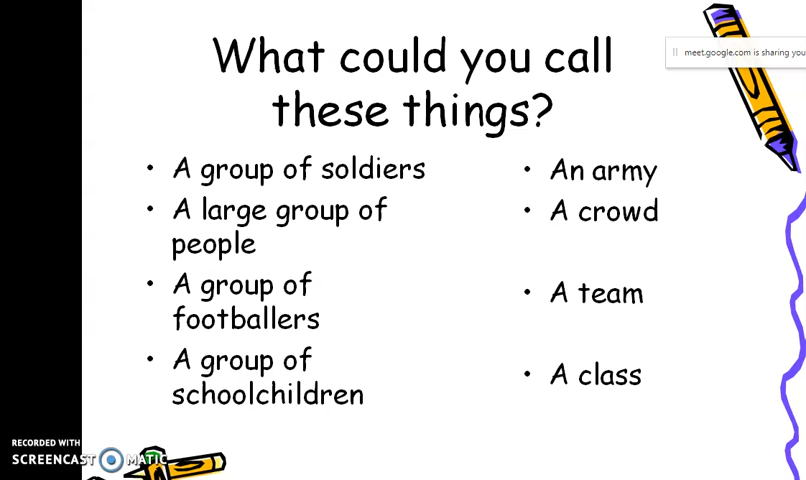 What could you call
these things?
meet.google.com is sharing you
• A group of soldiers
• A large group of
people
• A group of
footballers
• A group of
schoolchildren
• An army
• A crowd
• A team
• A class
RECORDED WITH
SCREENCAST MATIC